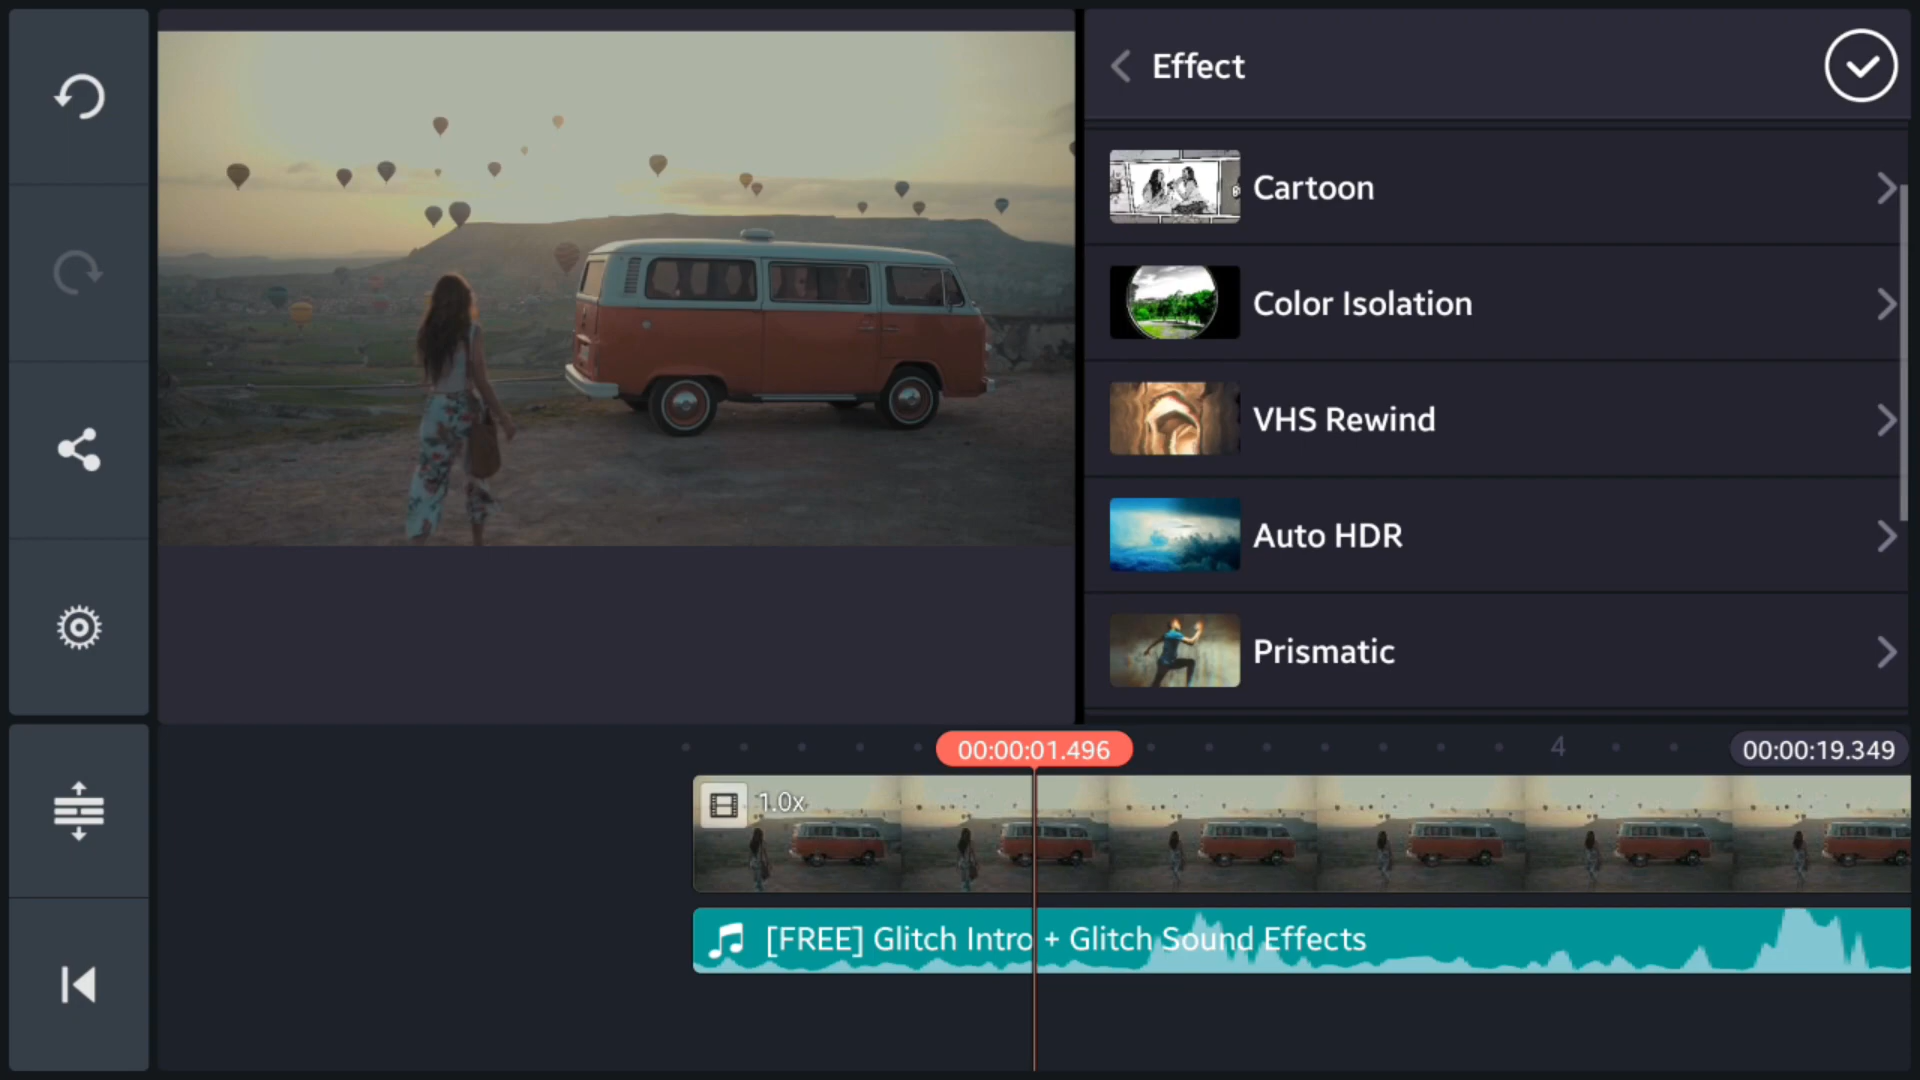 Effect
Cartoon
Color Isolation
VHS Rewind
Auto HDR
Prismatic
00:00:01.496
4
00:00:19.349
1.0x
[FREE] Glitch Intro + Glitch Sound Effects